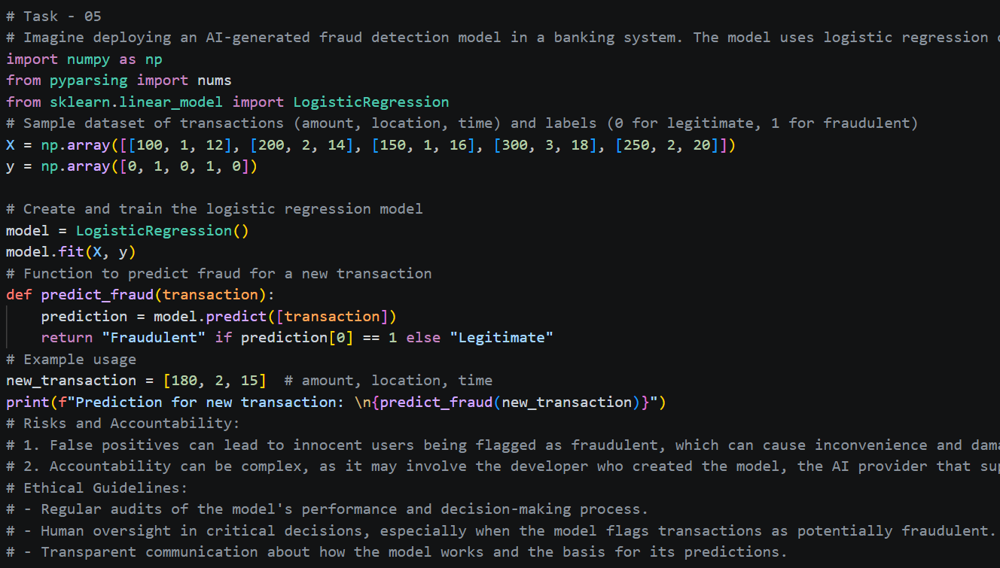 # Task - 05
# Imagine deploying an AI-generated fraud detection model in a banking system. The model uses logistic regression
import numpy as np
from pyparsing import nums
from sklearn.linear_model import LogisticRegression
# Sample dataset of transactions (amount, location, time) and labels (0 for legitimate, 1 for fraudulent)
X = np.array([[100, 1, 12], [200, 2, 14], [150, 1, 16], [300, 3, 18], [250, 2, 20]])
y = np.array([0, 1, 0, 1, 0])
# Create and train the logistic regression model
model = LogisticRegression()
model.fit(X, y)
# Function to predict fraud for a new transaction
def predict_fraud(transaction):
    prediction = model.predict([transaction])
    return "Fraudulent" if prediction[0] == 1 else "Legitimate"
# Example usage
new_transaction = [180, 2, 15]  # amount, location, time
print(f"Prediction for new transaction: \n{predict_fraud(new_transaction)}")
# Risks and Accountability:
# 1. False positives can lead to innocent users being flagged as fraudulent, which can cause inconvenience and
# 2. Accountability can be complex, as it may involve the developer who created the model, the AI provider that
# Ethical Guidelines:
# - Regular audits of the model's performance and decision-making process.
# - Human oversight in critical decisions, especially when the model flags transactions as potentially fraudulent.
# - Transparent communication about how the model works and the basis for its predictions.